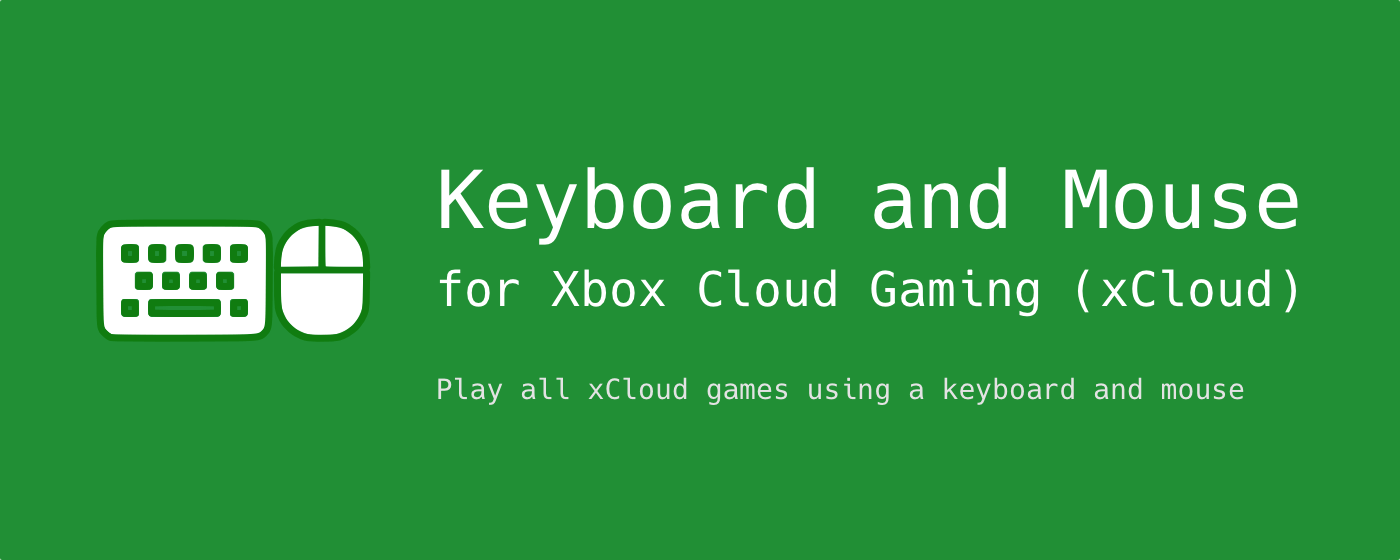 Keyboard and Mouse
for Xbox Cloud Gaming (xCloud)
Play all xCloud games using a keyboard and mouse